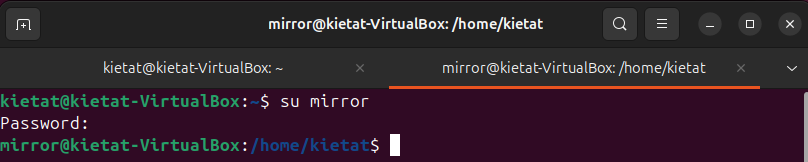 mirror@kietat-VirtualBox: /home/kietat
kietat@kietat-VirtualBox: ~
mirror@kietat-VirtualBox: /home/kietat
kietat@kietat-VirtualBox:~$ su mirror
Password:
mirror@kietat-VirtualBox:/home/kietat$